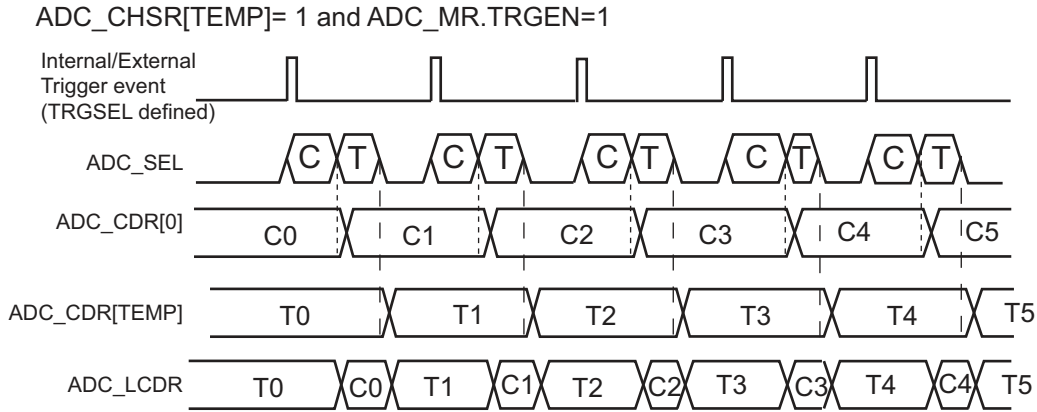 ADC_CHSR[TEMP]= 1 and ADC_MR.TRGEN=1
Internal/External
Trigger event
(TRGSEL defined)
ADC_SEL C T C T C T C T C T
ADC_CDR[0] C0 C1 C2 C3 C4 C5
ADC_CDR[TEMP] T0 T1 T2 T3 T4 T5
ADC_LCDR T0 C0 T1 C1 T2 C2 T3 C3 T4 C4 T5